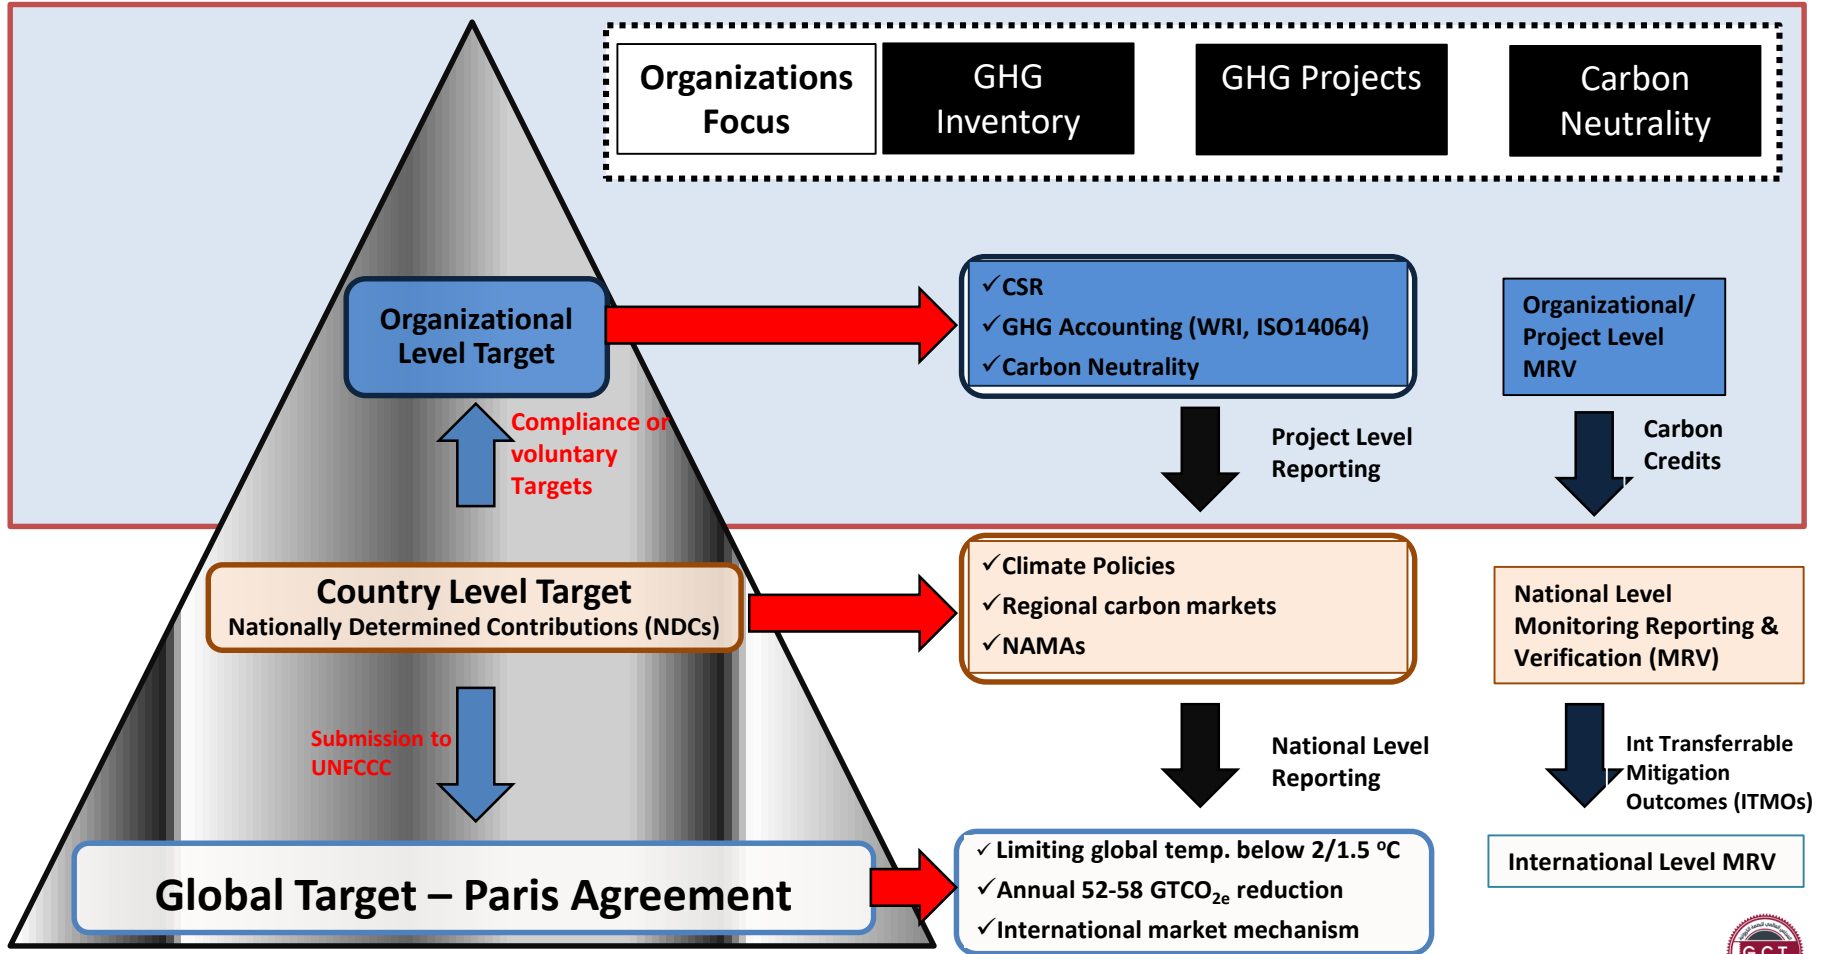 Organizations
Focus
GHG
Inventory
GHG Projects
Carbon
Neutrality
Organizational
Level Target
✓CSR
✓GHG Accounting (WRI, ISO14064)
✓Carbon Neutrality
Organizational/
Project Level
MRV
Compliance or
voluntary
Targets
Project Level
Reporting
Carbon
Credits
Country Level Target
Nationally Determined Contributions (NDCs)
✓Climate Policies
✓Regional carbon markets
✓NAMAs
National Level
Monitoring Reporting &
Verification (MRV)
Submission to
UNFCCC
National Level
Reporting
Int Transferrable
Mitigation
Outcomes (ITMOs)
Global Target – Paris Agreement
✓Limiting global temp. below 2/1.5 ºC
✓Annual 52-58 GTCO2e reduction
✓International market mechanism
International Level MRV
GCT